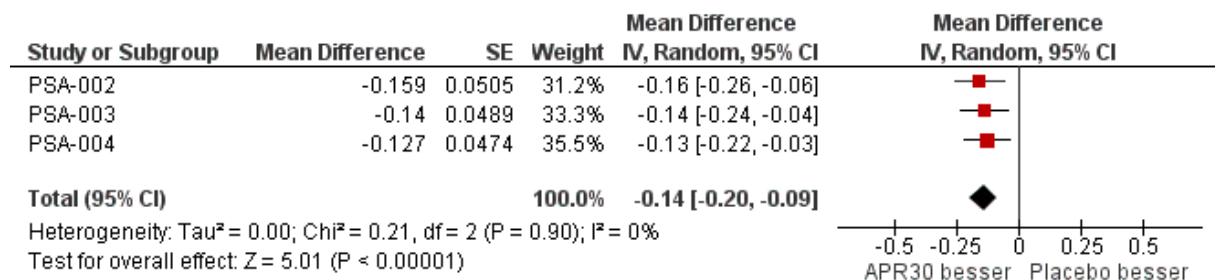 Mean Difference Mean Difference
Study or Subgroup Mean Difference SE Weight IV, Random, 95% CI IV, Random, 95% CI
PSA-002 -0.159 0.0505 31.2% -0.16 [-0.26, -0.06]
PSA-003 -0.14 0.0489 33.3% -0.14 [-0.24, -0.04]
PSA-004 -0.127 0.0474 35.5% -0.13 [-0.22, -0.03]
Total (95% CI) 100.0% -0.14 [-0.20, -0.09]
Heterogeneity: Tau² = 0.00; Chi² = 0.21, df = 2 (P = 0.90); I² = 0%
Test for overall effect: Z = 5.01 (P < 0.00001)
-0.5 -0.25 0 0.25 0.5
APR30 besser Placebo besser